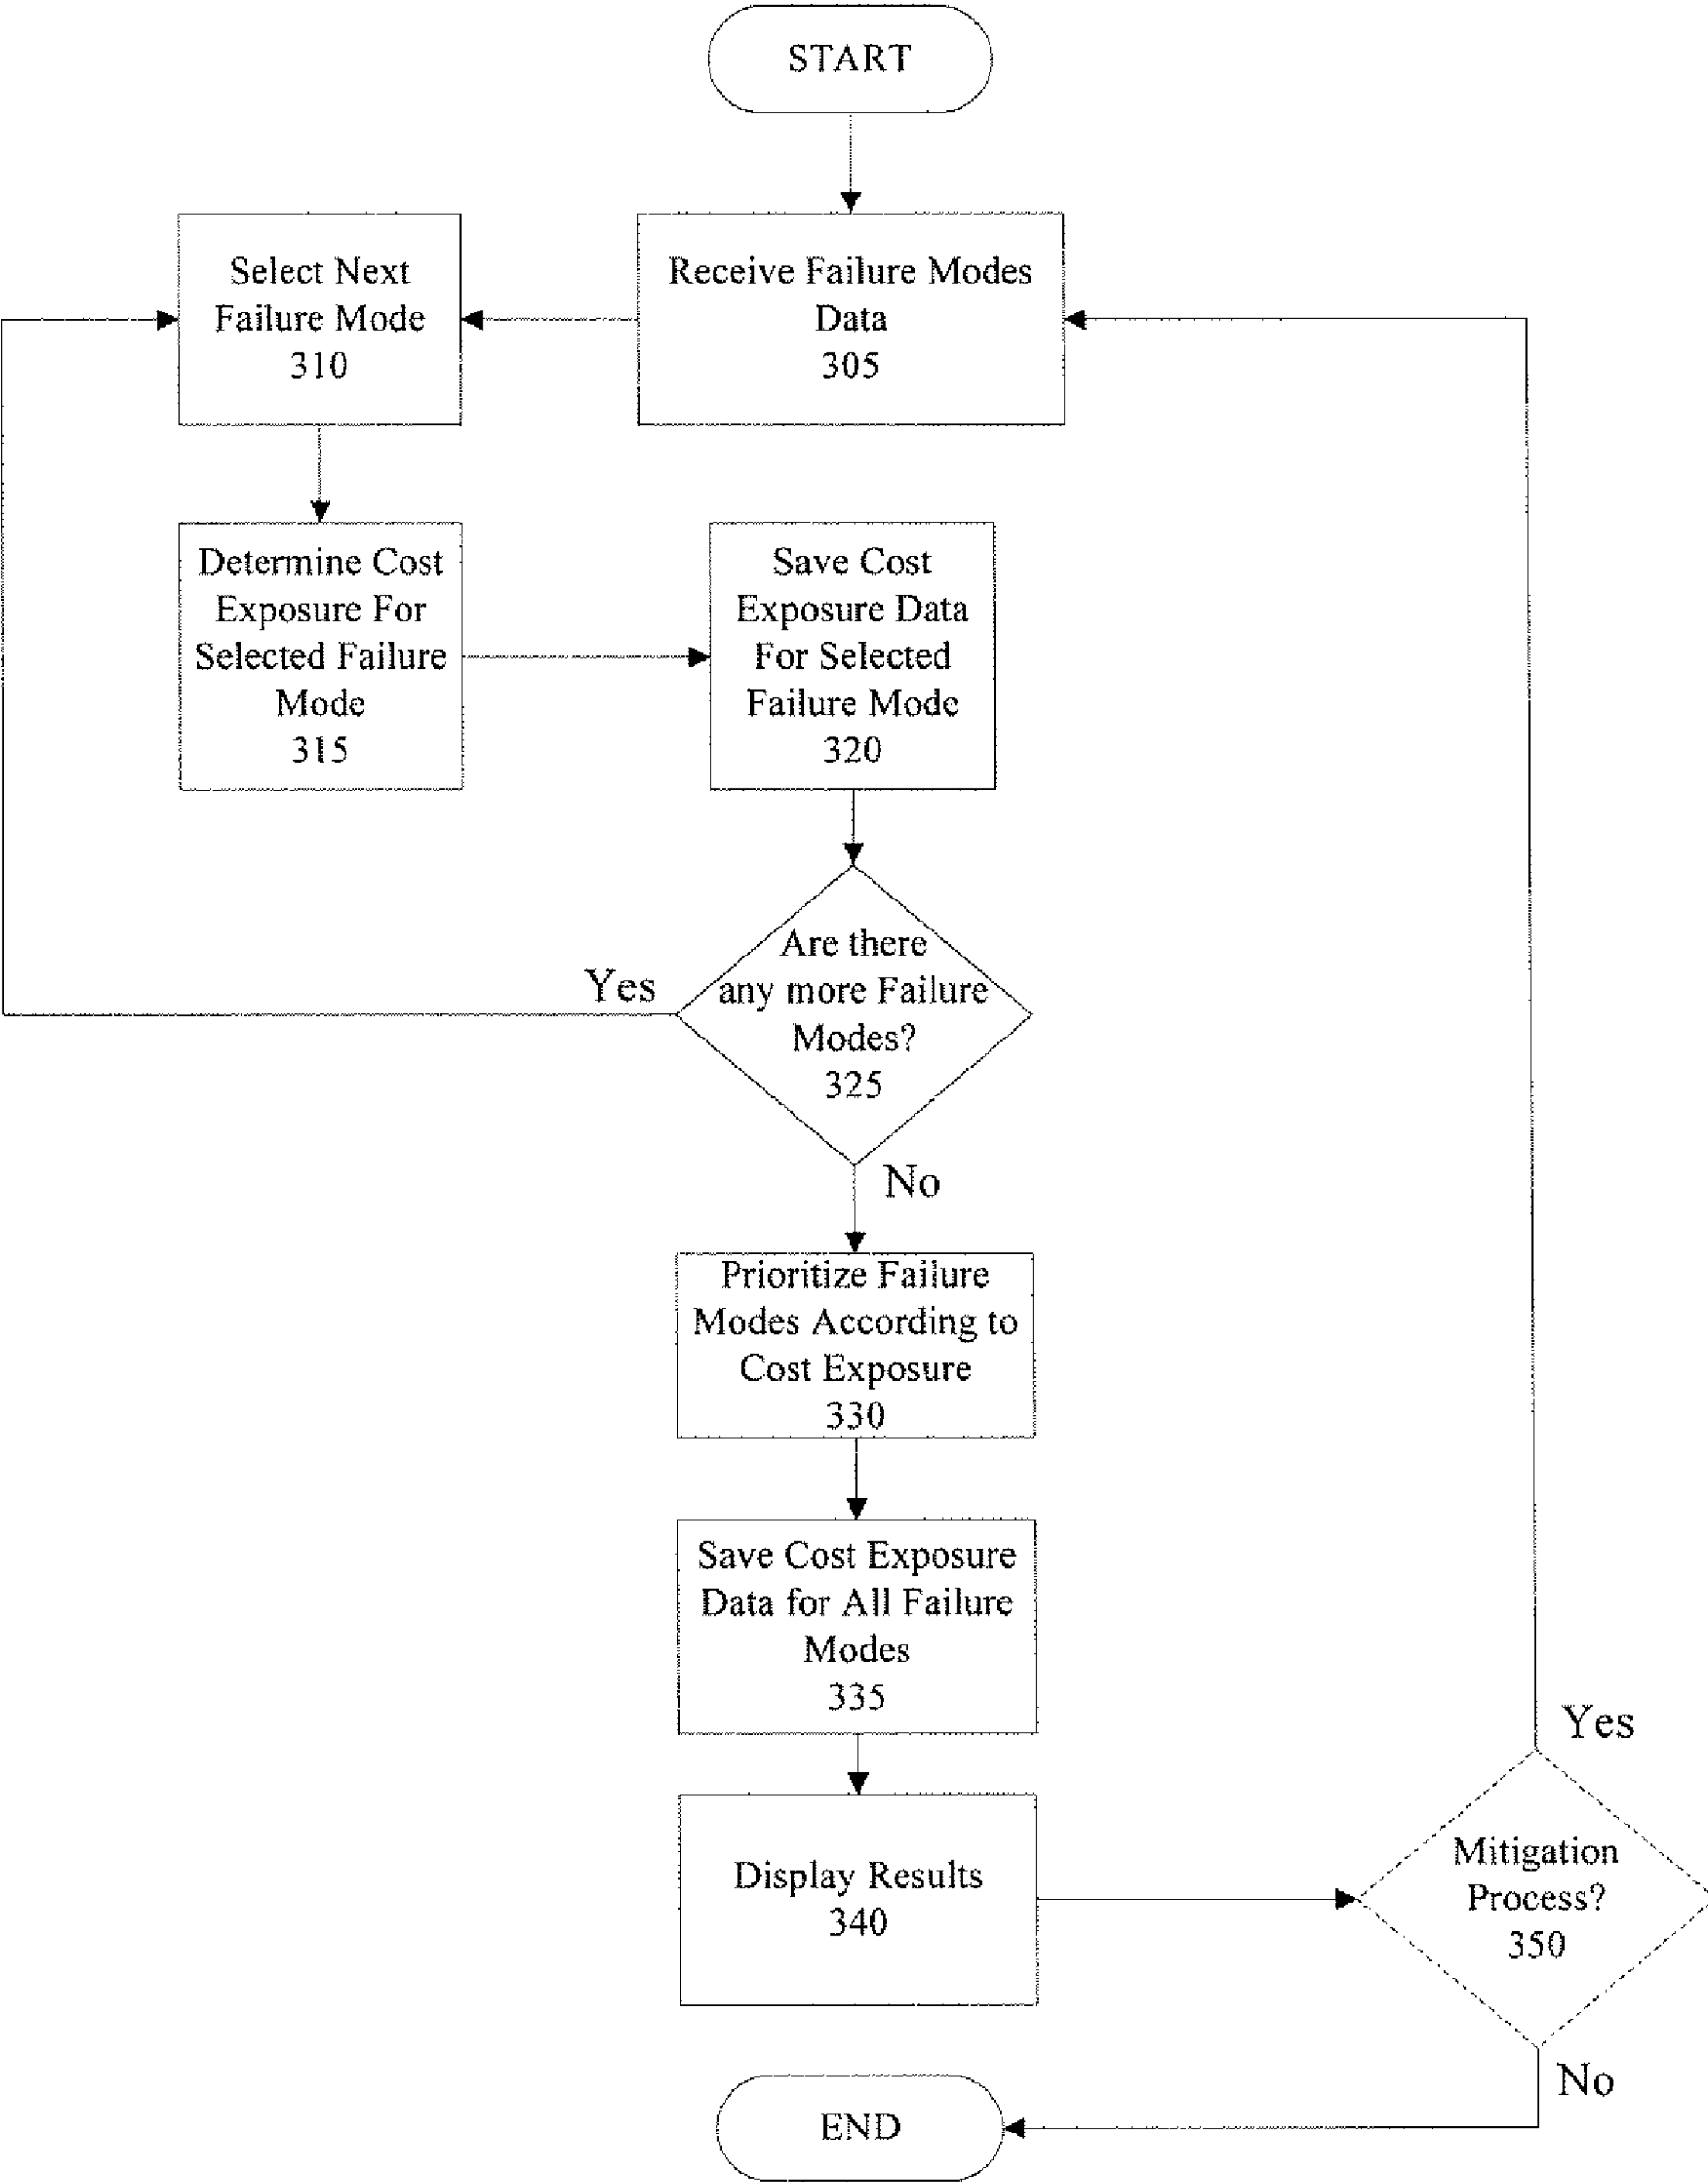 START
Select Next
Failure Mode
310
Receive Failure Modes
Data
305
Determine Cost
Exposure For
Selected Failure
Mode
315
Save Cost
Exposure Data
For Selected
Failure Mode
320
Are there
any more Failure
Modes?
325
Yes
No
Prioritize Failure
Modes According to
Cost Exposure
330
Save Cost Exposure
Data for All Failure
Modes
335
Display Results
340
Yes
Mitigation
Process?
350
No
END